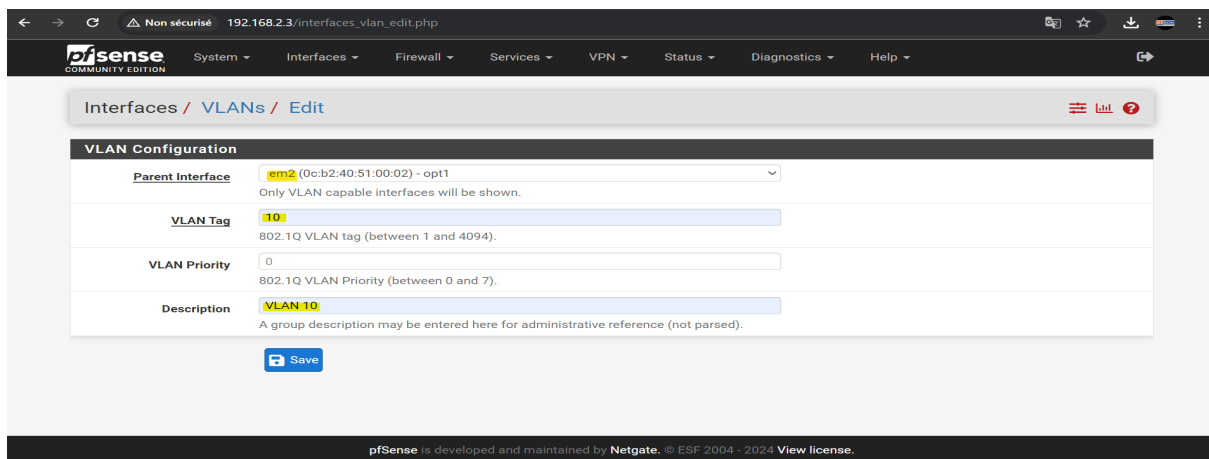 Non sécurisé 192.168.2.3/interfaces_vlan_edit.php
pfsense COMMUNITY EDITION System Interfaces Firewall Services VPN Status Diagnostics Help
Interfaces / VLANs / Edit
VLAN Configuration
Parent Interface em2 (0c:b2:40:51:00:02) - opt1
Only VLAN capable interfaces will be shown.
VLAN Tag 10
802.1Q VLAN tag (between 1 and 4094).
VLAN Priority 0
802.1Q VLAN Priority (between 0 and 7).
Description VLAN 10
A group description may be entered here for administrative reference (not parsed).
Save
pfSense is developed and maintained by Netgate. © ESF 2004 - 2024 View license.